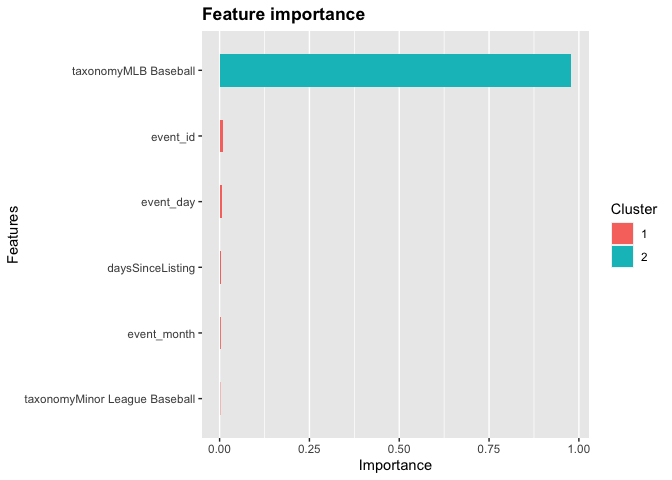 Feature importance
Features
taxonomyMLB Baseball
event_id
event_day
daysSinceListing
event_month
taxonomyMinor League Baseball
0.00 0.25 0.50 0.75 1.00
Importance
Cluster
1
2